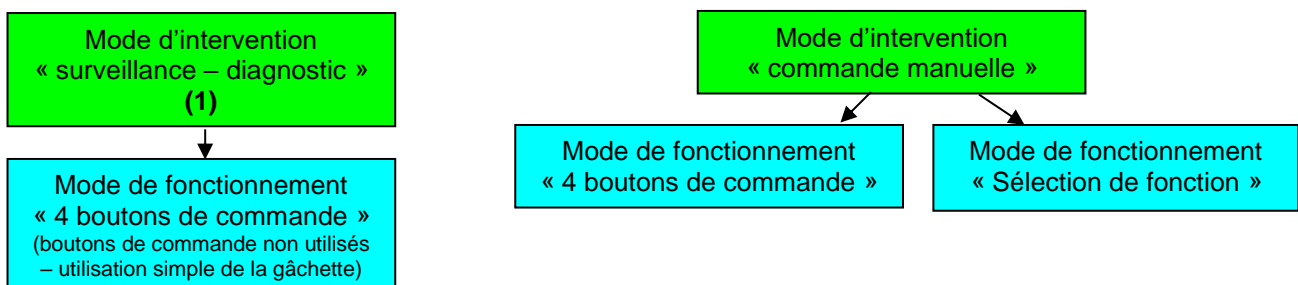 Mode d’intervention
« surveillance – diagnostic »
(1)
Mode de fonctionnement
« 4 boutons de commande »
(boutons de commande non utilisés
– utilisation simple de la gâchette)
Mode d’intervention
« commande manuelle »
Mode de fonctionnement
« 4 boutons de commande »
Mode de fonctionnement
« Sélection de fonction »